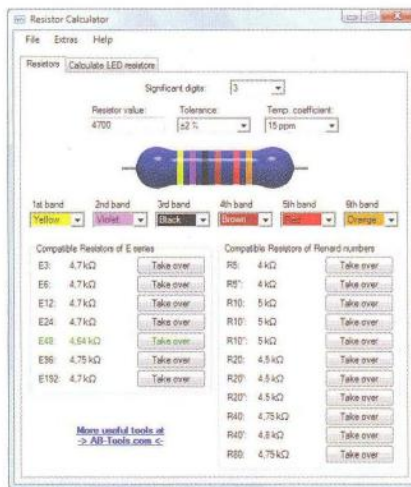 Resistor Calculator
File Extras Help
Resistors Calculate LED resistors
Significant digits: 3
Resistor value: Tolerance: Temp. coefficient:
4700 ±2 % 15 ppm
1st band 2nd band 3rd band 4th band 5th band 6th band
Yellow Violet Black Brown Red Orange
Compatible Resistors of E series
E3: 4,7 kΩ Take over
E6: 4,7 kΩ Take over
E12: 4,7 kΩ Take over
E24: 4,7 kΩ Take over
E48: 4,64 kΩ Take over
E96: 4,75 kΩ Take over
E192: 4,7 kΩ Take over
More useful tools at
-> AB-Tools.com <-
Compatible Resistors of Renard numbers
R5: 4 kΩ Take over
R5': 4 kΩ Take over
R10: 5 kΩ Take over
R10': 5 kΩ Take over
R10": 5 kΩ Take over
R20: 4,5 kΩ Take over
R20': 4,5 kΩ Take over
R20": 4,5 kΩ Take over
R40: 4,75 kΩ Take over
R40': 4,8 kΩ Take over
R80: 4,75 kΩ Take over